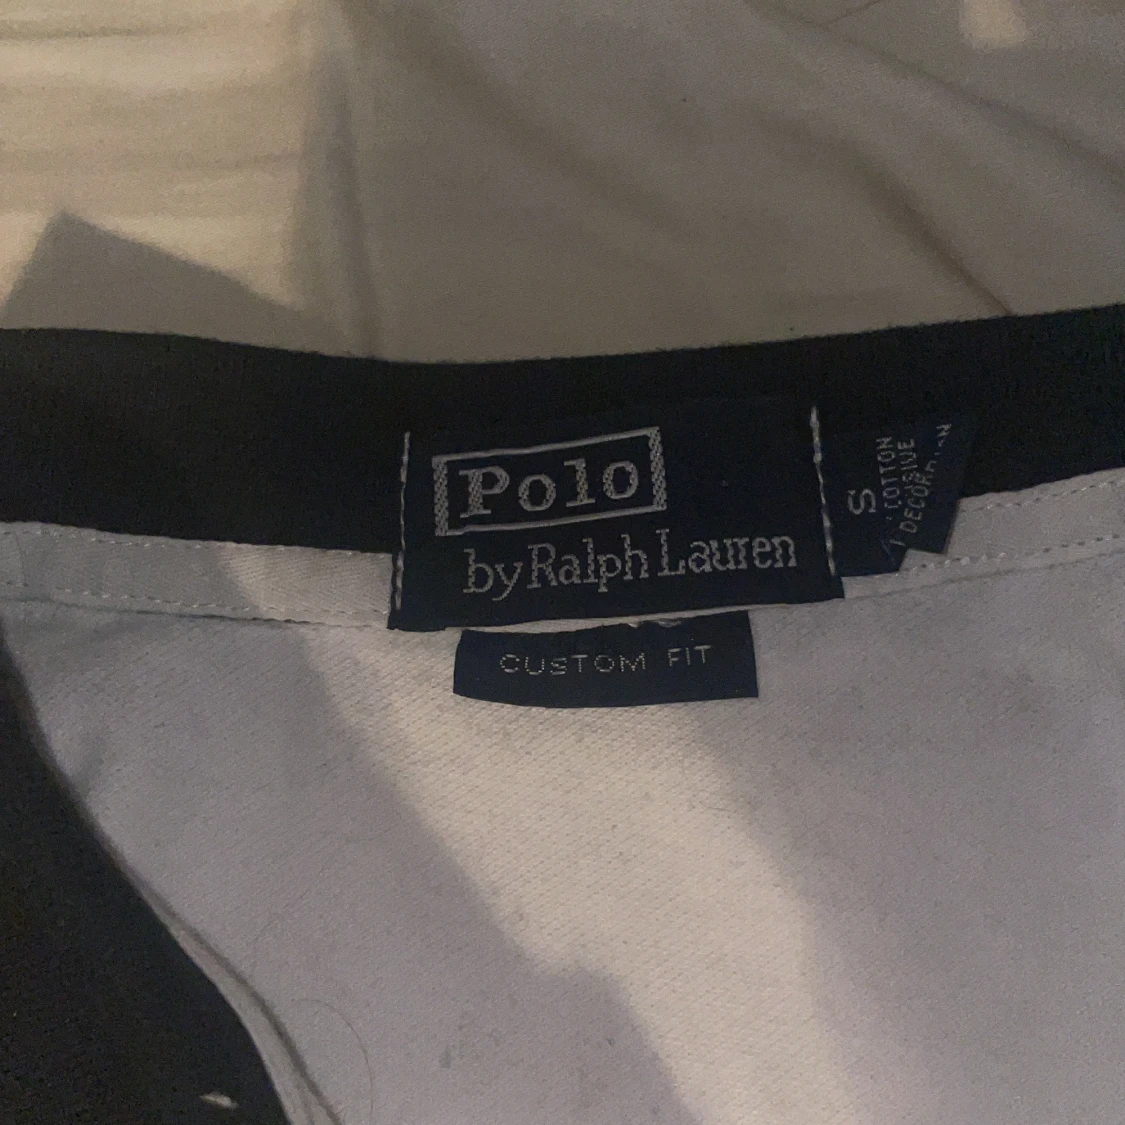 Polo
by Ralph Lauren
CUSTOM FIT
S
COTTON